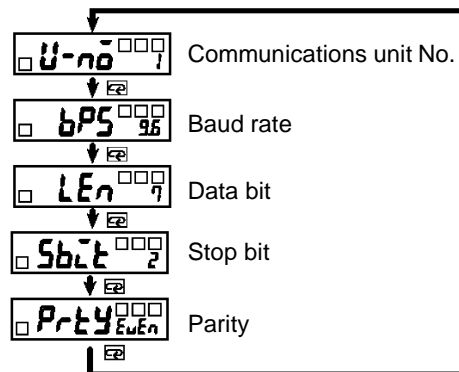 U-no 1 Communications unit No.
bPS 9.6 Baud rate
LEn 7 Data bit
Sbit 2 Stop bit
PrtY EvEn Parity